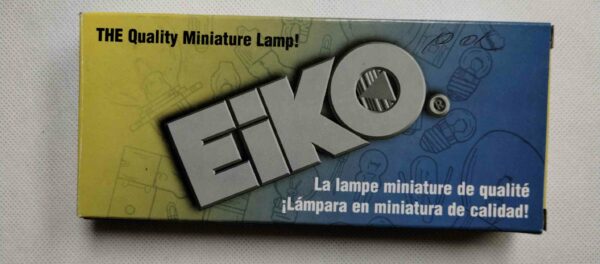 THE Quality Miniature Lamp!
EiKO®
La lampe miniature de qualité
¡Lámpara en miniatura de calidad!